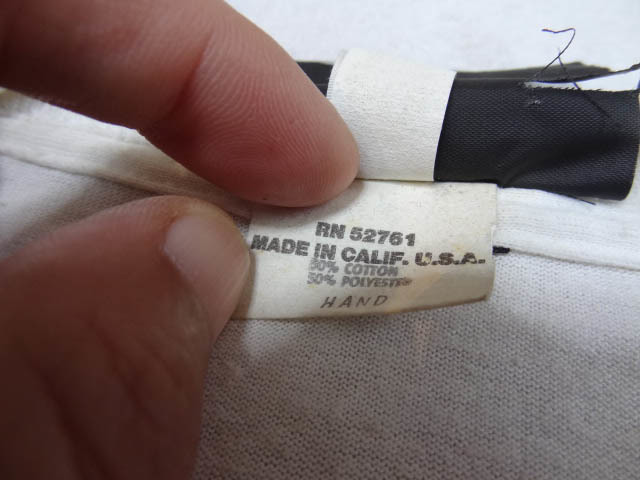 RN 52761
MADE IN CALIF. U.S.A.
50% COTTON
50% POLYESTER
HAND